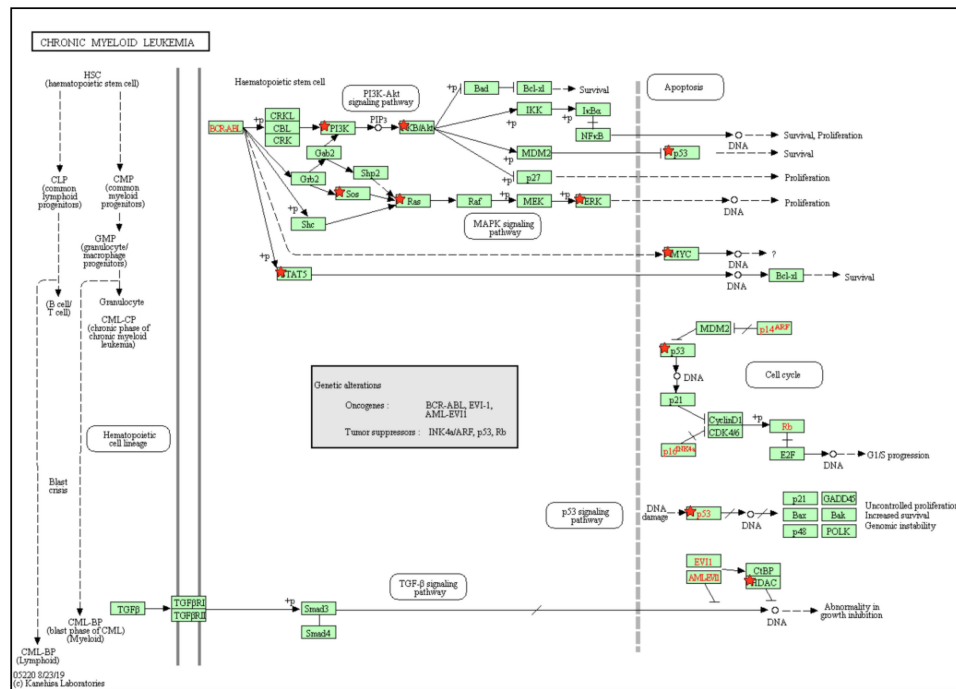 CHRONIC MYELOID LEUKEMIA
HSC
(haematopoietic stem cell)
CLP
(common
lymphoid
progenitors)
CMP
(common
myeloid
progenitors)
GMP
(granulocyte/
macrophage
progenitors)
(B cell/
T cell)
Granulocyte
CML-CP
(chronic phase of
chronic myeloid
leukemia)
Hematopoietic
cell lineage
Blast
crisis
CML-BP
(blast phase of CML)
(Myeloid)
CML-BP
(Lymphoid)
Haematopoietic stem cell
PI3K-Akt
signaling pathway
BCR-ABL
+p
CRKL
CBL
CRK
PI3K
+p
PIP3
PKB/Akt
+p
Bad
Bcl-xl
Survival
IKK
+p
+p
IκBα
NFκB
DNA
Survival, Proliferation
MDM2
p53
Survival
+p
p27
Proliferation
Gab2
Grb2
Shp2
Sos
+p
Shc
Ras
Raf
+p
MEK
+p
ERK
DNA
Proliferation
MAPK signaling
pathway
MYC
DNA
?
+p
STAT5
DNA
Bcl-xl
Survival
Apoptosis
MDM2
p14ARF
p53
DNA
p21
Cell cycle
CyclinD1
CDK4/6
+p
Rb
p16INK4a
E2F
DNA
G1/S progression
Genetic alterations
Oncogenes : BCR-ABL, EVI-1,
AML-EVI1
Tumor suppressors : INK4a/ARF, p53, Rb
p53 signaling
pathway
DNA
damage
p53
DNA
p21
GADD45
Bax
Bak
p48
POLK
Uncontrolled proliferation
Increased survival
Genomic instability
EVI1
AML-EVI1
CtBP
HDAC
TGF-β signaling
pathway
TGFβ
TGFβRI
TGFβRII
+p
Smad3
Smad4
DNA
Abnormality in
growth inhibition
05220 8/23/19
(c) Kanehisa Laboratories